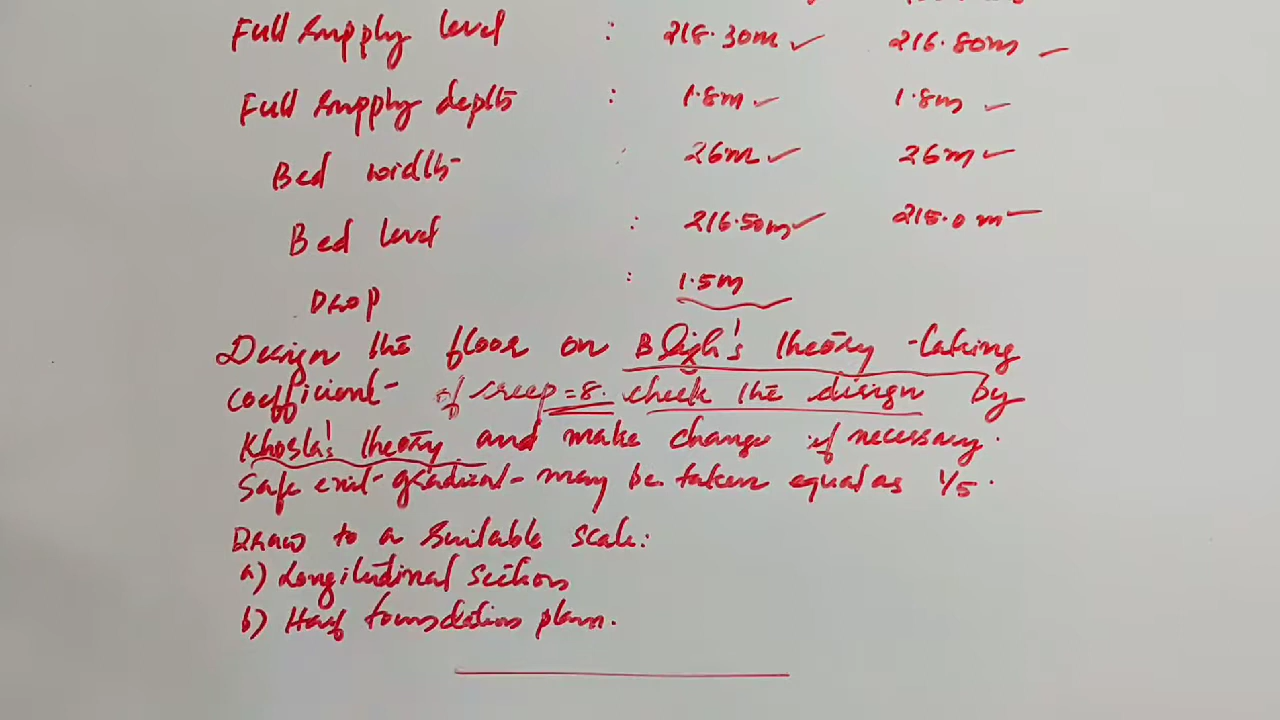 Full supply level : 218.30m ✓ 216.80m ✓
Full supply depth : 1.8m ✓ 1.8m ✓
Bed width : 26m ✓ 26m ✓
Bed level : 216.50m ✓ 215.0m
Drop : 1.5m
Design the floor on Bligh's theory taking
coefficient of creep = 8. check the design by
Khosla's theory and make changes if necessary.
Safe exit gradient may be taken equal as 1/5.
Draw to a suitable scale:
a) Longitudinal section
b) Half foundation plan.